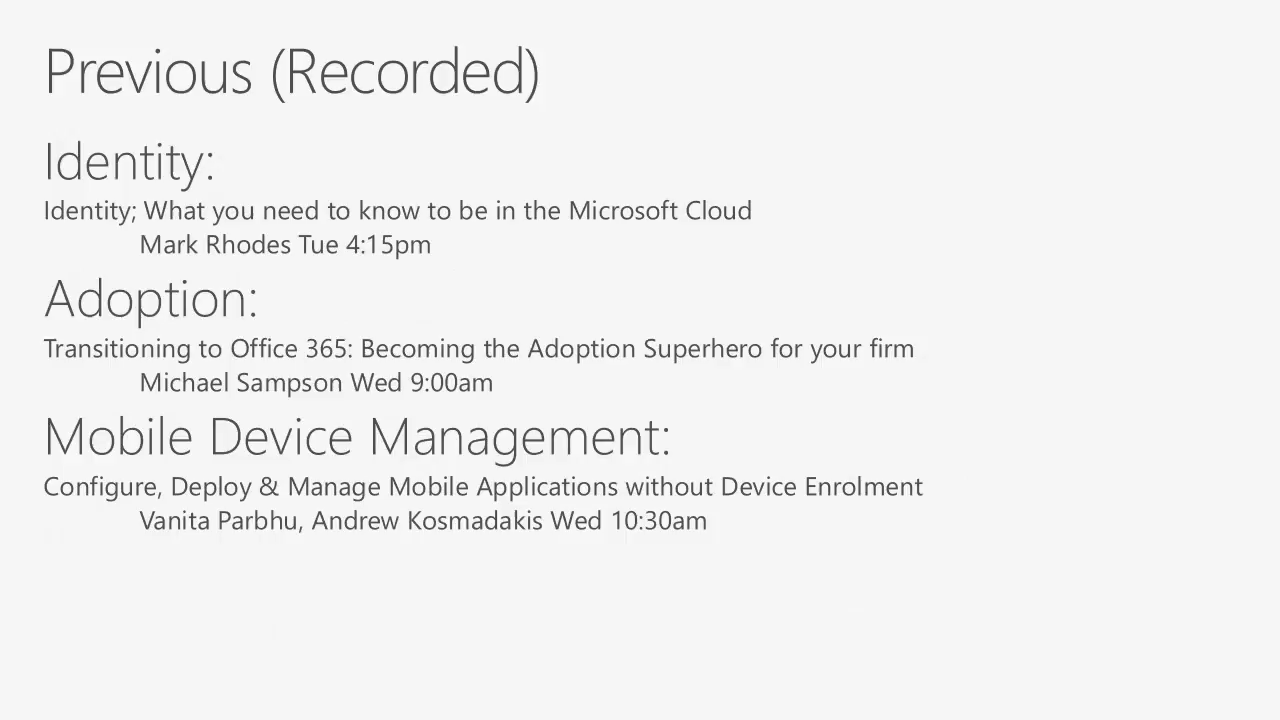 Previous (Recorded)
Identity:
Identity; What you need to know to be in the Microsoft Cloud
Mark Rhodes Tue 4:15pm
Adoption:
Transitioning to Office 365: Becoming the Adoption Superhero for your firm
Michael Sampson Wed 9:00am
Mobile Device Management:
Configure, Deploy & Manage Mobile Applications without Device Enrolment
Vanita Parbhu, Andrew Kosmadakis Wed 10:30am